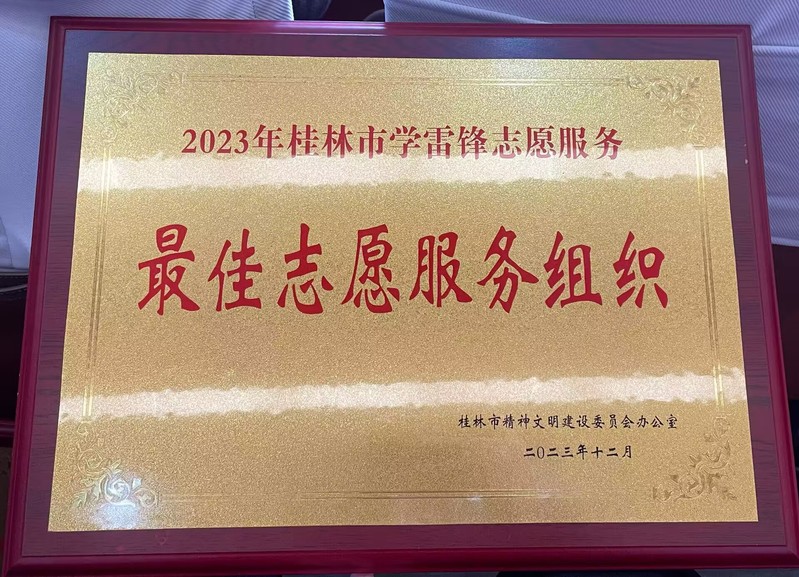 2023年桂林市学雷锋志愿服务
最佳志愿服务组织
桂林市精神文明建设委员会办公室
二〇二三年十二月